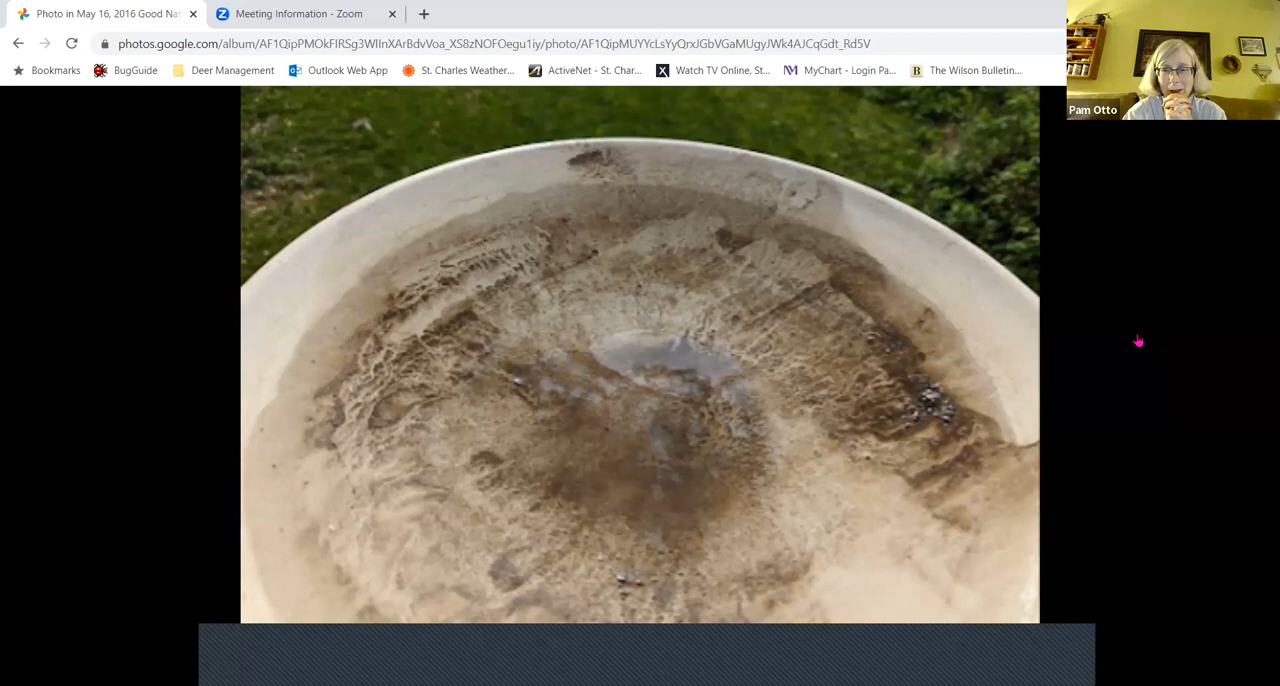 Photo in May 16, 2016 Good Nat
Meeting Information - Zoom
photos.google.com/album/AF1QipPMOkFIRSg3WIInXArBdvVoa_XS8zNOFOegu1iy/photo/AF1QipMUYYcLsYyQrxJGbVGaMUgyJWk4AJCqGdt_Rd5V
Bookmarks BugGuide Deer Management Outlook Web App St. Charles Weather... ActiveNet - St. Char... Watch TV Online, St... MyChart - Login Pa... The Wilson Bulletin...
Pam Otto